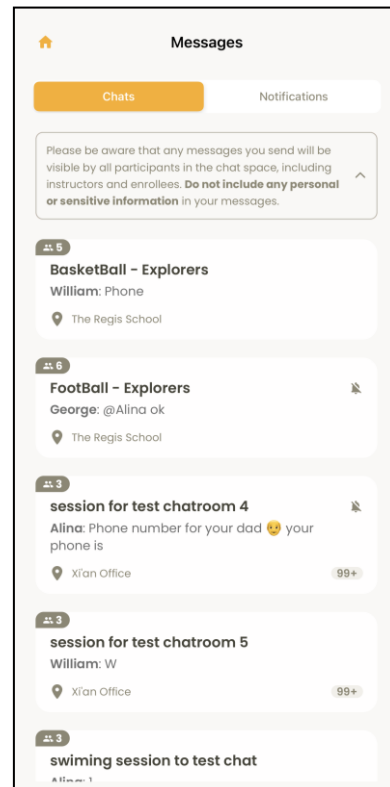 Messages
Chats
Notifications
Please be aware that any messages you send will be
visible by all participants in the chat space, including
instructors and enrollees. Do not include any personal
or sensitive information in your messages.
5
BasketBall - Explorers
William: Phone
The Regis School
6
FootBall - Explorers
George: @Alina ok
The Regis School
3
session for test chatroom 4
Alina: Phone number for your dad 👴 your
phone is
Xi'an Office
99+
3
session for test chatroom 5
William: W
Xi'an Office
99+
3
swiming session to test chat
Alina: 1